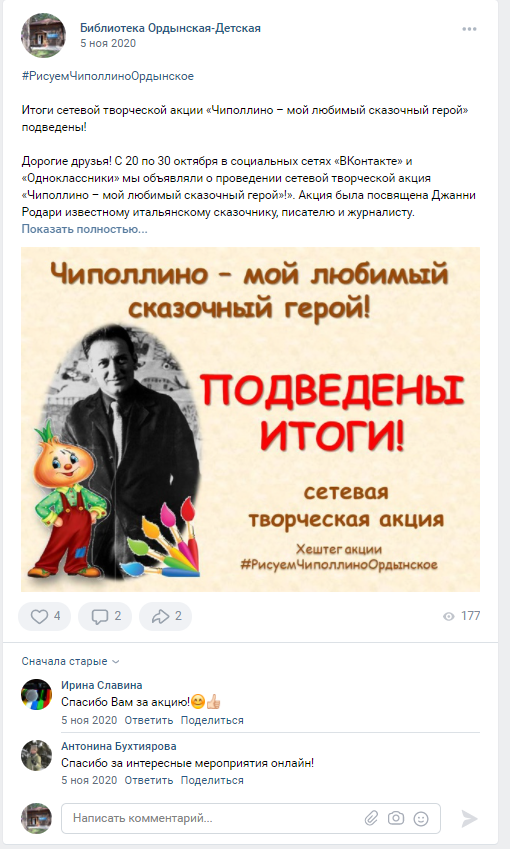 Библиотека Ордынская-Детская
5 ноя 2020
#РисуемЧиполлиноОрдынское
Итоги сетевой творческой акции «Чиполлино – мой любимый сказочный герой»
подведены!
Дорогие друзья! С 20 по 30 октября в социальных сетях «ВКонтакте» и
«Одноклассники» мы объявляли о проведении сетевой творческой акция
«Чиполлино – мой любимый сказочный герой»!». Акция была посвящена Джанни
Родари известному итальянскому сказочнику, писателю и журналисту.
Показать полностью...
Чиполлино – мой любимый
сказочный герой!
ПОДВЕДЕНЫ
ИТОГИ!
сетевая
творческая акция
Хештег акции
#РисуемЧиполлиноОрдынское
4 2 2 177
Сначала старые
Ирина Славина
Спасибо Вам за акцию!😊👍
5 ноя 2020 Ответить Поделиться
Антонина Бухтиярова
Спасибо за интересные мероприятия онлайн!
5 ноя 2020 Ответить Поделиться
Написать комментарий...